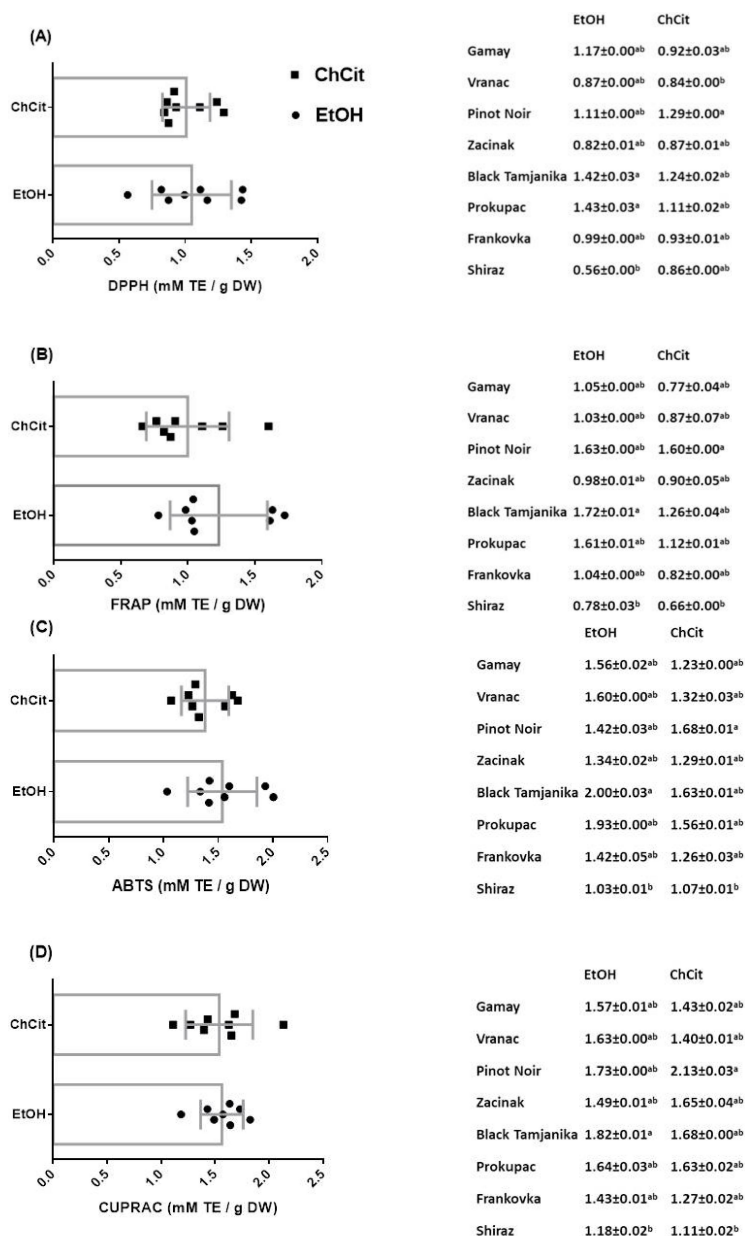 (A)
ChCit
EtOH
■ ChCit
● EtOH
0.0 0.5 1.0 1.5 2.0
DPPH (mM TE / g DW)
EtOH ChCit
Gamay 1.17±0.00ᵃᵇ 0.92±0.03ᵃᵇ
Vranac 0.87±0.00ᵃᵇ 0.84±0.00ᵇ
Pinot Noir 1.11±0.00ᵃᵇ 1.29±0.00ᵃ
Zacinak 0.82±0.01ᵃᵇ 0.87±0.01ᵃᵇ
Black Tamjanika 1.42±0.03ᵃ 1.24±0.02ᵃᵇ
Prokupac 1.43±0.03ᵃ 1.11±0.02ᵃᵇ
Frankovka 0.99±0.00ᵃᵇ 0.93±0.01ᵃᵇ
Shiraz 0.56±0.00ᵇ 0.86±0.00ᵃᵇ
(B)
ChCit
EtOH
0.0 0.5 1.0 1.5 2.0
FRAP (mM TE / g DW)
EtOH ChCit
Gamay 1.05±0.00ᵃᵇ 0.77±0.04ᵃᵇ
Vranac 1.03±0.00ᵃᵇ 0.87±0.07ᵃᵇ
Pinot Noir 1.63±0.00ᵃᵇ 1.60±0.00ᵃ
Zacinak 0.98±0.01ᵃᵇ 0.90±0.05ᵃᵇ
Black Tamjanika 1.72±0.01ᵃ 1.26±0.04ᵃᵇ
Prokupac 1.61±0.01ᵃᵇ 1.12±0.01ᵃᵇ
Frankovka 1.04±0.00ᵃᵇ 0.82±0.00ᵃᵇ
Shiraz 0.78±0.03ᵇ 0.66±0.00ᵇ
(C)
ChCit
EtOH
0.0 0.5 1.0 1.5 2.0 2.5
ABTS (mM TE / g DW)
EtOH ChCit
Gamay 1.56±0.02ᵃᵇ 1.23±0.00ᵃᵇ
Vranac 1.60±0.00ᵃᵇ 1.32±0.03ᵃᵇ
Pinot Noir 1.42±0.03ᵃᵇ 1.68±0.01ᵃ
Zacinak 1.34±0.02ᵃᵇ 1.29±0.01ᵃᵇ
Black Tamjanika 2.00±0.03ᵃ 1.63±0.01ᵃᵇ
Prokupac 1.93±0.00ᵃᵇ 1.56±0.01ᵃᵇ
Frankovka 1.42±0.05ᵃᵇ 1.26±0.03ᵃᵇ
Shiraz 1.03±0.01ᵇ 1.07±0.01ᵇ
(D)
ChCit
EtOH
0.0 0.5 1.0 1.5 2.0 2.5
CUPRAC (mM TE / g DW)
EtOH ChCit
Gamay 1.57±0.01ᵃᵇ 1.43±0.02ᵃᵇ
Vranac 1.63±0.00ᵃᵇ 1.40±0.01ᵃᵇ
Pinot Noir 1.73±0.00ᵃᵇ 2.13±0.03ᵃ
Zacinak 1.49±0.01ᵃᵇ 1.65±0.04ᵃᵇ
Black Tamjanika 1.82±0.01ᵃ 1.68±0.00ᵃᵇ
Prokupac 1.64±0.03ᵃᵇ 1.63±0.02ᵃᵇ
Frankovka 1.43±0.01ᵃᵇ 1.27±0.02ᵃᵇ
Shiraz 1.18±0.02ᵇ 1.11±0.02ᵇ